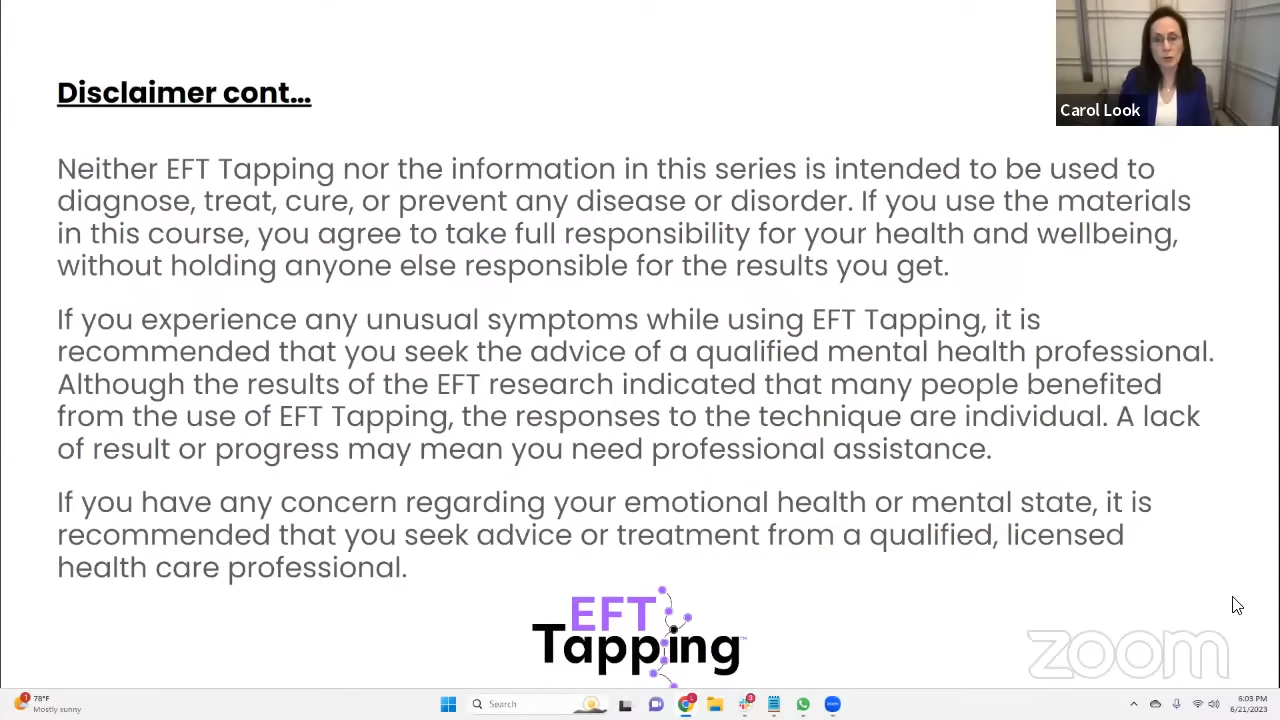 Disclaimer cont...
Carol Look
Neither EFT Tapping nor the information in this series is intended to be used to
diagnose, treat, cure, or prevent any disease or disorder. If you use the materials
in this course, you agree to take full responsibility for your health and wellbeing,
without holding anyone else responsible for the results you get.
If you experience any unusual symptoms while using EFT Tapping, it is
recommended that you seek the advice of a qualified mental health professional.
Although the results of the EFT research indicated that many people benefited
from the use of EFT Tapping, the responses to the technique are individual. A lack
of result or progress may mean you need professional assistance.
If you have any concern regarding your emotional health or mental state, it is
recommended that you seek advice or treatment from a qualified, licensed
health care professional.
EFT
Tapping
zoom
1
78°F
Mostly sunny
Search
6:03 PM
6/21/2023